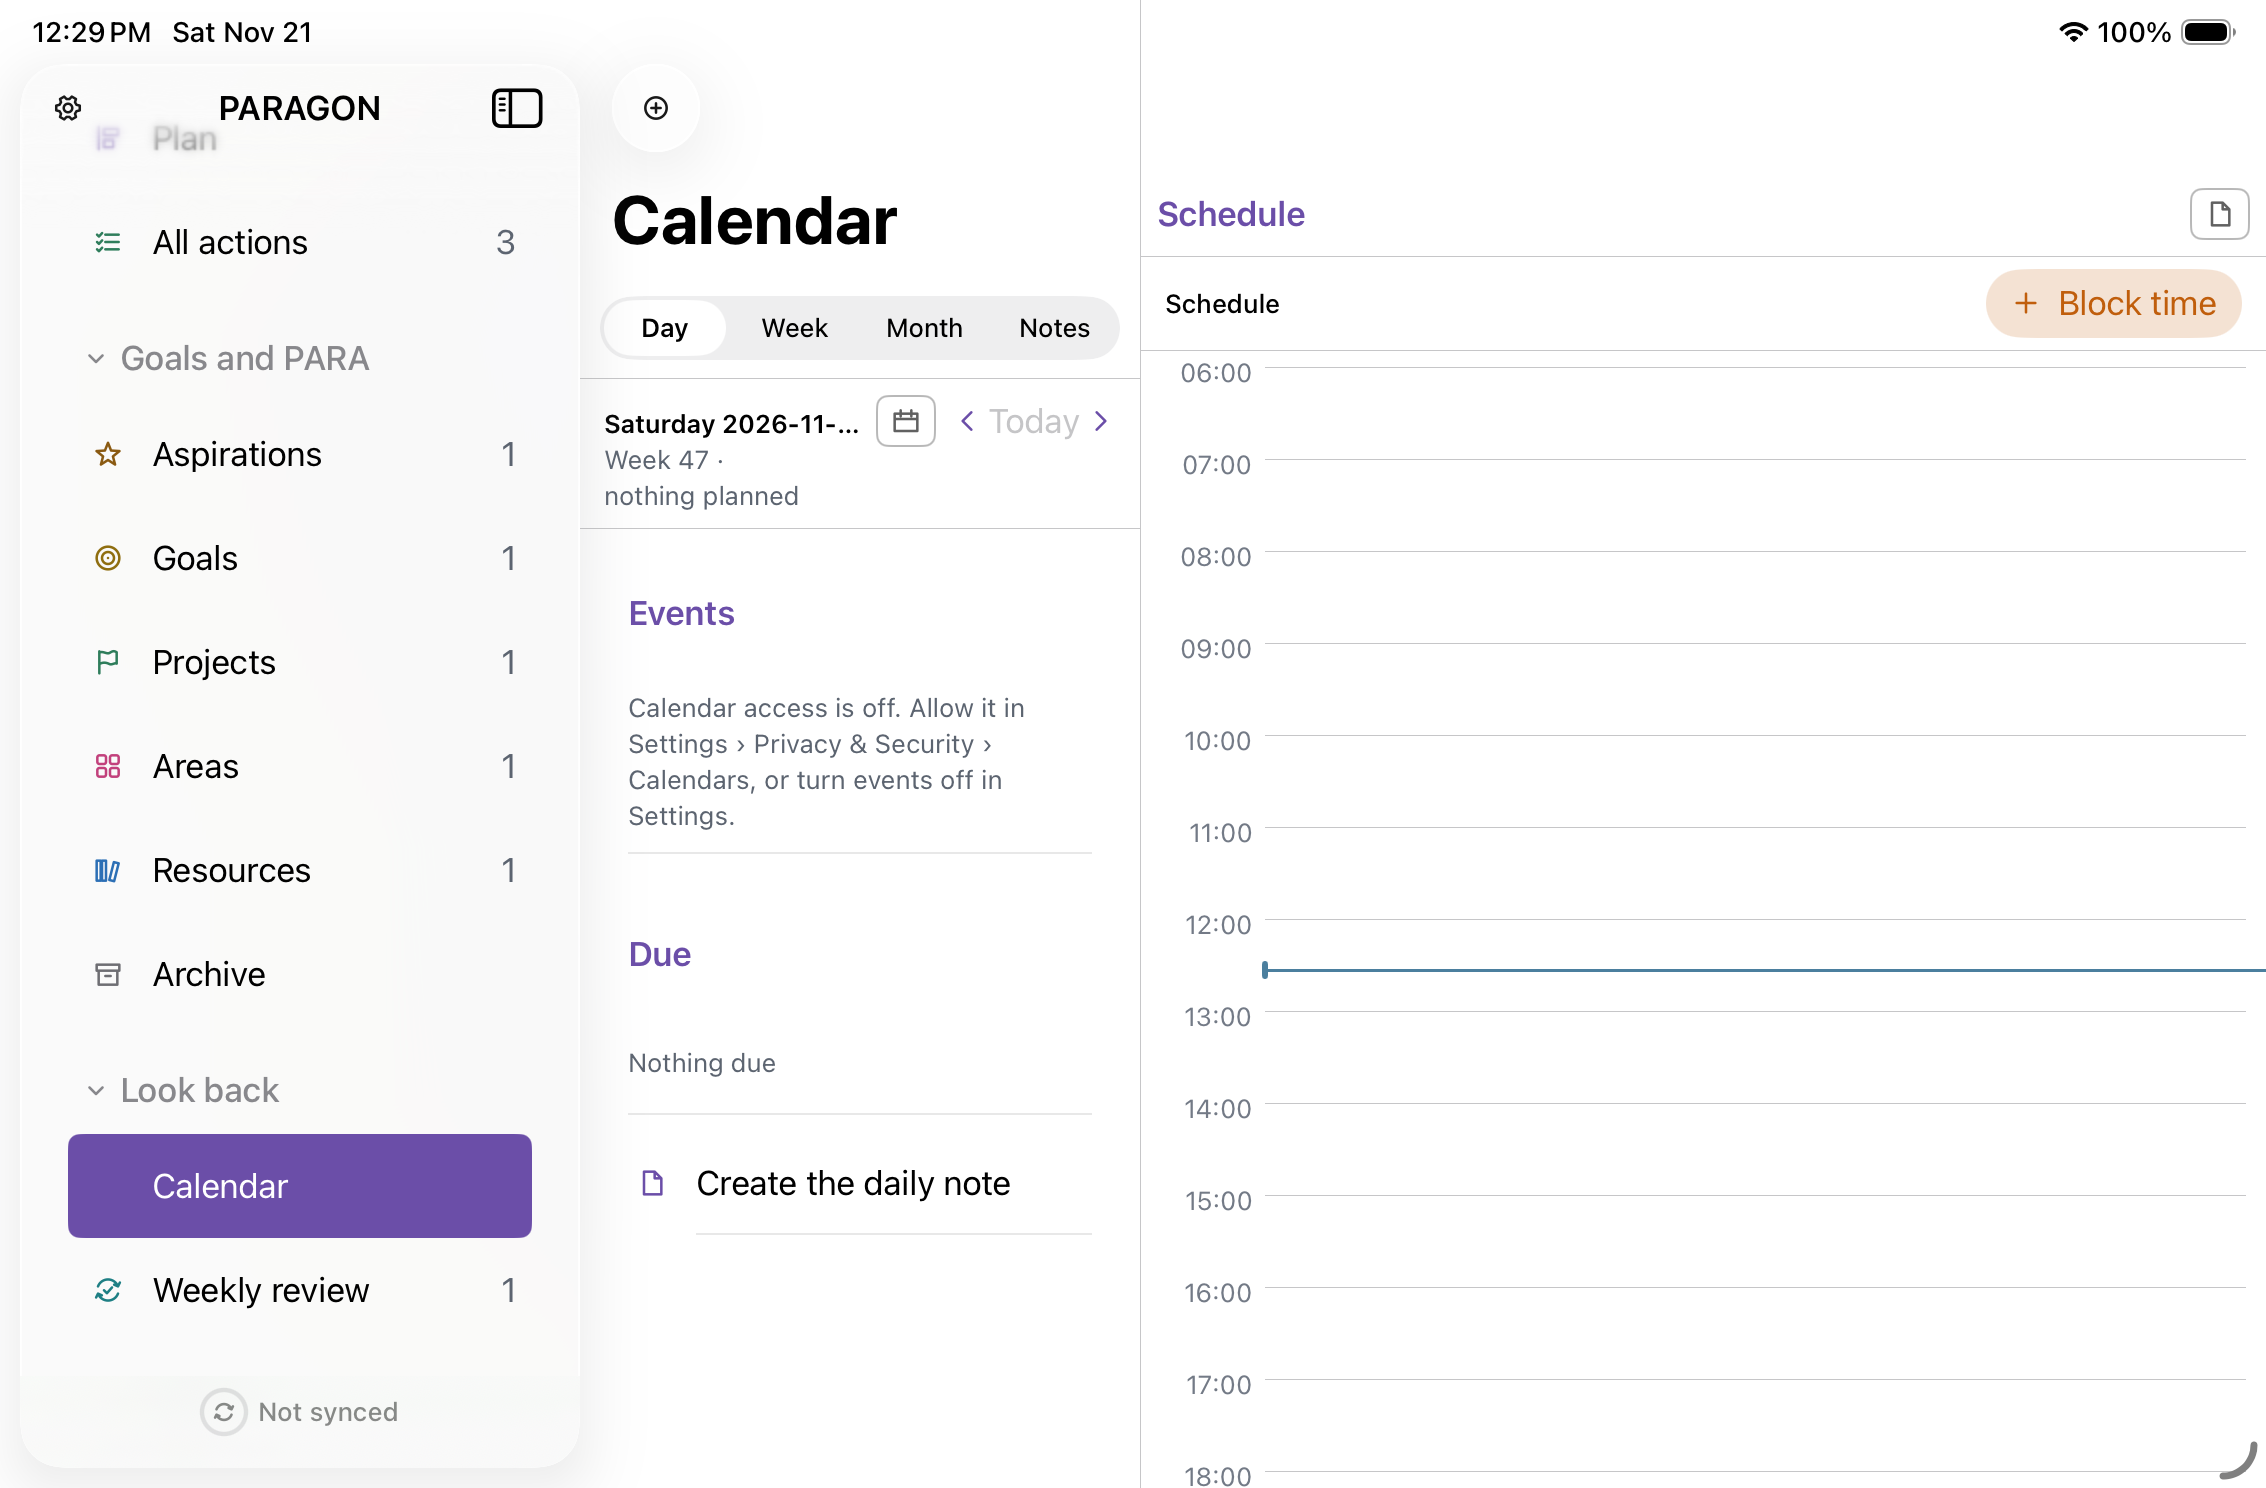 12:29 PM Sat Nov 21
100%
PARAGON
Plan
All actions 3
Goals and PARA
Aspirations 1
Goals 1
Projects 1
Areas 1
Resources 1
Archive
Look back
Calendar
Weekly review 1
Not synced
Calendar
Day Week Month Notes
Saturday 2026-11-...
Today
Week 47 ·
nothing planned
Events
Calendar access is off. Allow it in
Settings › Privacy & Security ›
Calendars, or turn events off in
Settings.
Due
Nothing due
Create the daily note
Schedule
Schedule
+ Block time
06:00
07:00
08:00
09:00
10:00
11:00
12:00
13:00
14:00
15:00
16:00
17:00
18:00